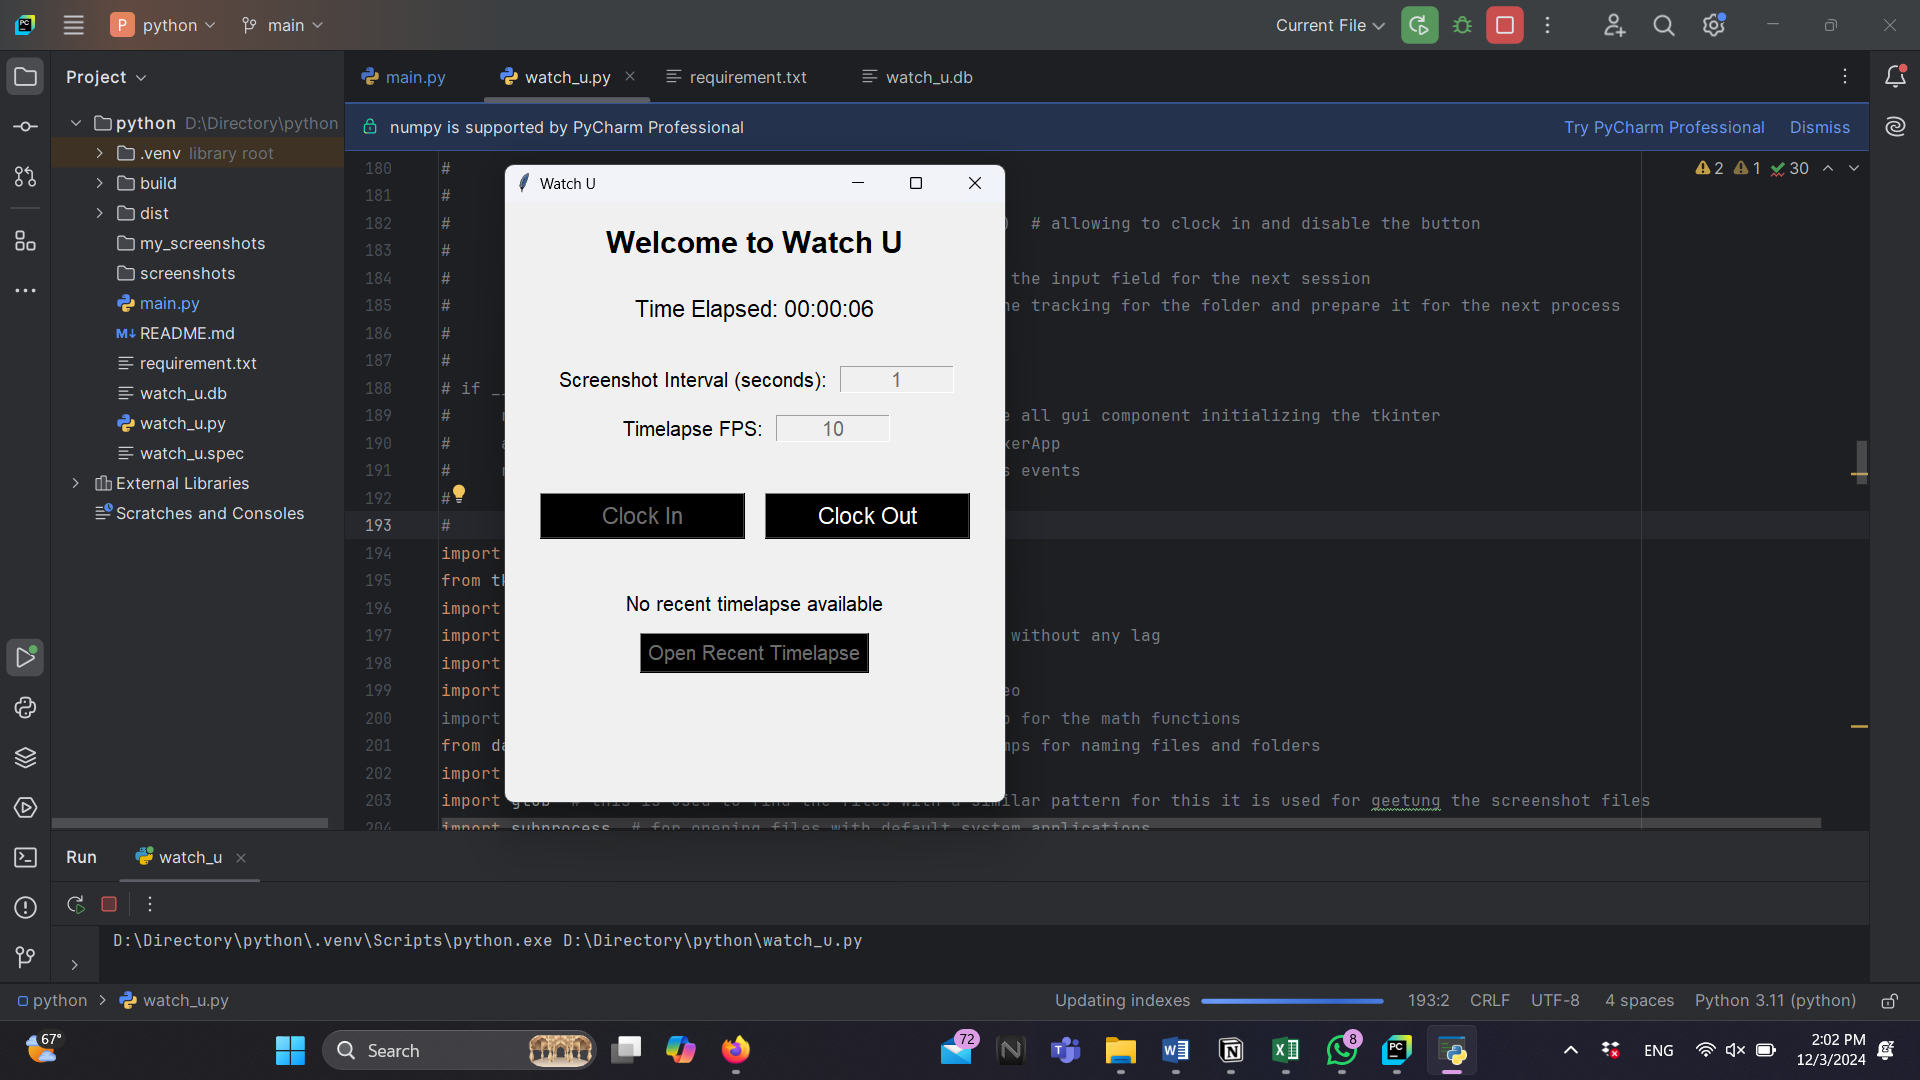 P python main Current File
Project main.py watch_u.py requirement.txt watch_u.db
numpy is supported by PyCharm Professional Try PyCharm Professional Dismiss
python D:\Directory\python
.venv library root
build
dist
my_screenshots
screenshots
main.py
README.md
requirement.txt
watch_u.db
watch_u.py
watch_u.spec
External Libraries
Scratches and Consoles
2 1 30
180 #
181 #
182 # ) # allowing to clock in and disable the button
183 #
184 # the input field for the next session
185 # tracking for the folder and prepare it for the next process
186 #
187 #
188 # if
189 # all gui component initializing the tkinter
190 #
191 # events
192 #
193 #
194 import
195 from
196 import
197 import without any lag
198 import
199 import
200 import for the math functions
201 from for naming files and folders
202 import
203 import glob # this is used to find the files with a similar pattern for this it is used for geetung the screenshot files
204 import subprocess # for opening files with default system applications
Watch U
Welcome to Watch U
Time Elapsed: 00:00:06
Screenshot Interval (seconds): 1
Timelapse FPS: 10
Clock In Clock Out
No recent timelapse available
Open Recent Timelapse
Run watch_u
D:\Directory\python\.venv\Scripts\python.exe D:\Directory\python\watch_u.py
python > watch_u.py Updating indexes 193:2 CRLF UTF-8 4 spaces Python 3.11 (python)
67° Search 72 8 ENG 2:02 PM
12/3/2024